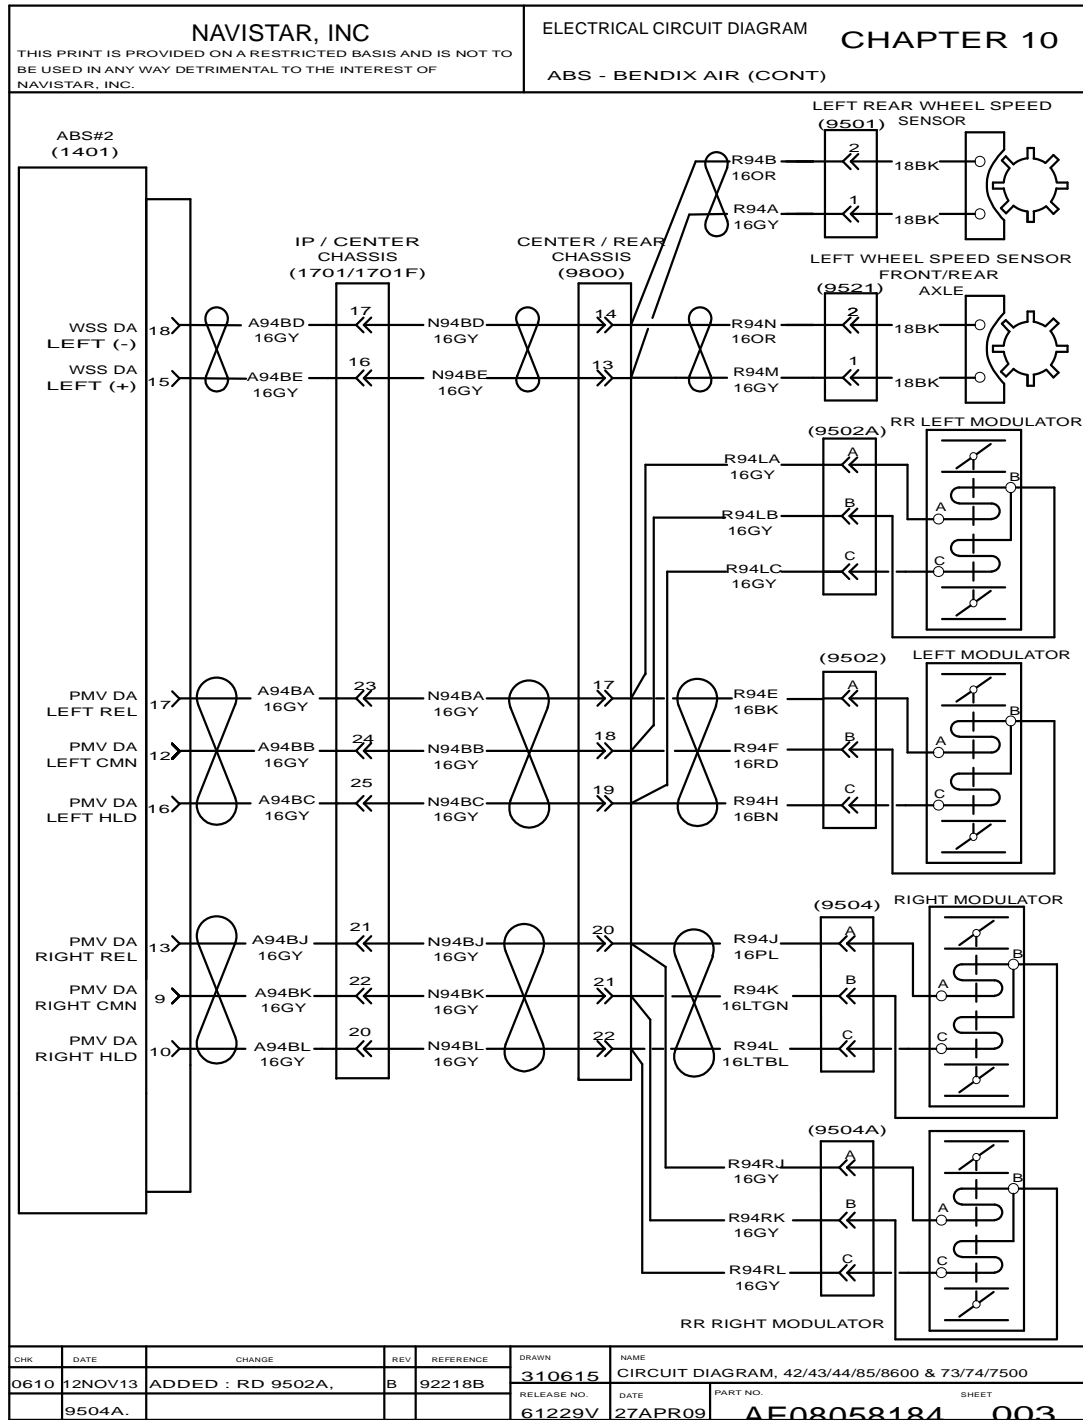 NAVISTAR, INC
THIS PRINT IS PROVIDED ON A RESTRICTED BASIS AND IS NOT TO
BE USED IN ANY WAY DETRIMENTAL TO THE INTEREST OF
NAVISTAR, INC.
ELECTRICAL CIRCUIT DIAGRAM
CHAPTER 10
ABS - BENDIX AIR (CONT)
ABS#2
(1401)
IP / CENTER
CHASSIS
(1701/1701F)
CENTER / REAR
CHASSIS
(9800)
LEFT REAR WHEEL SPEED
SENSOR
(9501)
R94B
16OR
2
18BK
R94A
16GY
1
18BK
LEFT WHEEL SPEED SENSOR
FRONT/REAR
AXLE
(9521)
WSS DA
LEFT (-)
18
A94BD
16GY
17
N94BD
16GY
14
R94N
16OR
2
18BK
WSS DA
LEFT (+)
15
A94BE
16GY
16
N94BE
16GY
13
R94M
16GY
1
18BK
RR LEFT MODULATOR
(9502A)
R94LA
16GY
A
R94LB
16GY
B
R94LC
16GY
C
A
B
C
LEFT MODULATOR
(9502)
PMV DA
LEFT REL
17
A94BA
16GY
23
N94BA
16GY
17
R94E
16BK
A
PMV DA
LEFT CMN
12
A94BB
16GY
24
N94BB
16GY
18
R94F
16RD
B
PMV DA
LEFT HLD
16
A94BC
16GY
25
N94BC
16GY
19
R94H
16BN
C
A
B
C
RIGHT MODULATOR
(9504)
PMV DA
RIGHT REL
13
A94BJ
16GY
21
N94BJ
16GY
20
R94J
16PL
A
PMV DA
RIGHT CMN
9
A94BK
16GY
22
N94BK
16GY
21
R94K
16LTGN
B
PMV DA
RIGHT HLD
10
A94BL
16GY
20
N94BL
16GY
22
R94L
16LTBL
C
A
B
C
(9504A)
R94RJ
16GY
A
R94RK
16GY
B
R94RL
16GY
C
A
B
C
RR RIGHT MODULATOR
CHK DATE CHANGE REV REFERENCE
0610 12NOV13 ADDED : RD 9502A, B 92218B
9504A.
DRAWN
310615
NAME
CIRCUIT DIAGRAM, 42/43/44/85/8600 & 73/74/7500
RELEASE NO.
61229V
DATE
27APR09
PART NO.
AE08058184
SHEET
003